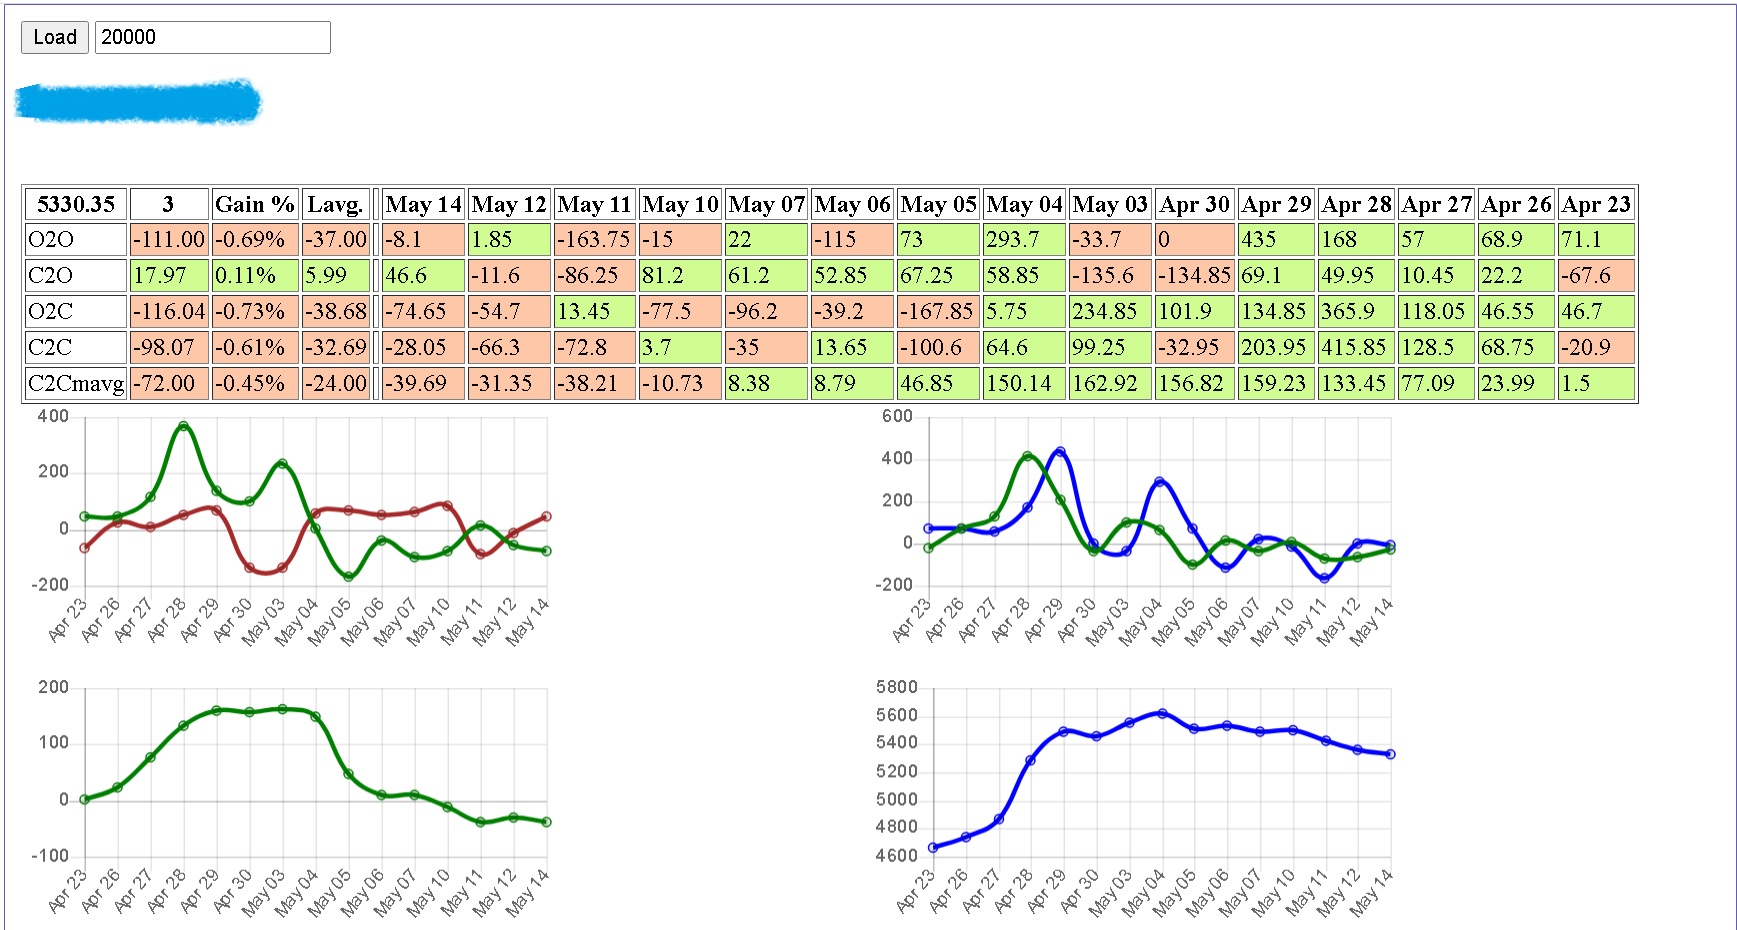 Load 20000
5330.35 3 Gain % Lavg. May 14 May 12 May 11 May 10 May 07 May 06 May 05 May 04 May 03 Apr 30 Apr 29 Apr 28 Apr 27 Apr 26 Apr 23
O2O -111.00 -0.69% -37.00 -8.1 1.85 -163.75 -15 22 -115 73 293.7 -33.7 0 435 168 57 68.9 71.1
C2O 17.97 0.11% 5.99 46.6 -11.6 -86.25 81.2 61.2 52.85 67.25 58.85 -135.6 -134.85 69.1 49.95 10.45 22.2 -67.6
O2C -116.04 -0.73% -38.68 -74.65 -54.7 13.45 -77.5 -96.2 -39.2 -167.85 5.75 234.85 101.9 134.85 365.9 118.05 46.55 46.7
C2C -98.07 -0.61% -32.69 -28.05 -66.3 -72.8 3.7 -35 13.65 -100.6 64.6 99.25 -32.95 203.95 415.85 128.5 68.75 -20.9
C2Cmavg -72.00 -0.45% -24.00 -39.69 -31.35 -38.21 -10.73 8.38 8.79 46.85 150.14 162.92 156.82 159.23 133.45 77.09 23.99 1.5
400
200
0
-200
Apr 23 Apr 26 Apr 27 Apr 28 Apr 29 Apr 30 May 03 May 04 May 05 May 06 May 07 May 10 May 11 May 12 May 14
600
400
200
0
-200
Apr 23 Apr 26 Apr 27 Apr 28 Apr 29 Apr 30 May 03 May 04 May 05 May 06 May 07 May 10 May 11 May 12 May 14
200
100
0
-100
Apr 23 Apr 26 Apr 27 Apr 28 Apr 29 Apr 30 May 03 May 04 May 05 May 06 May 07 May 10 May 11 May 12 May 14
5800
5600
5400
5200
5000
4800
4600
Apr 23 Apr 26 Apr 27 Apr 28 Apr 29 Apr 30 May 03 May 04 May 05 May 06 May 07 May 10 May 11 May 12 May 14